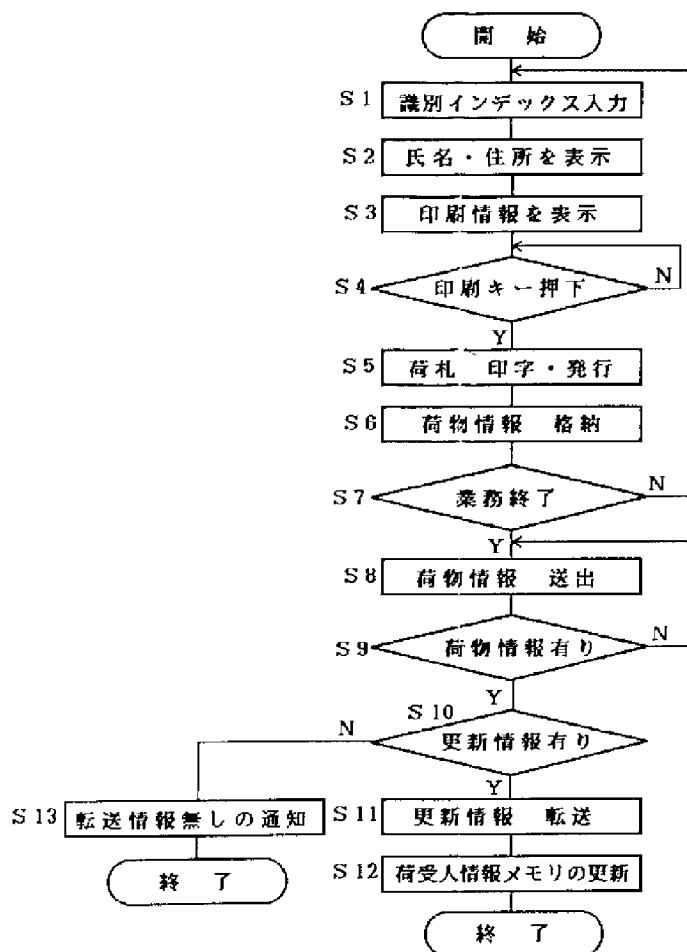 開 始
S1 識別インデックス入力
S2 氏名・住所を表示
S3 印刷情報を表示
S4 印刷キー押下 N
Y
S5 荷札 印字・発行
S6 荷物情報 格納
S7 業務終了 N
Y
S8 荷物情報 送出
S9 荷物情報有り N
Y
S10
N 更新情報有り
Y
S13 転送情報無しの通知 S11 更新情報 転送
終 了 S12 荷受人情報メモリの更新
終 了